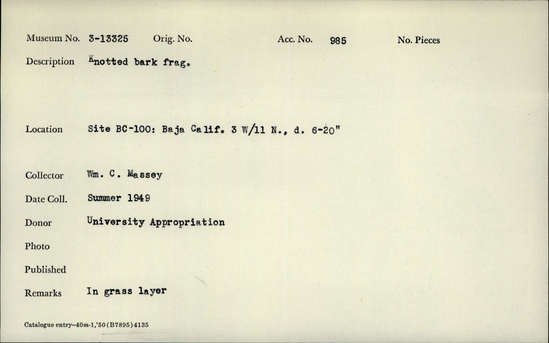 Museum No. 3-13325 Orig. No. Acc. No. 985 No. Pieces
Description Knotted bark frag.
Location Site BC-100: Baja Calif. 3 W/11 N., d. 6-20"
Collector Wm. C. Massey
Date Coll. Summer 1949
Donor University Appropriation
Photo
Published
Remarks In grass layer
Catalogue entry—40m-1,'50(B7895)4135